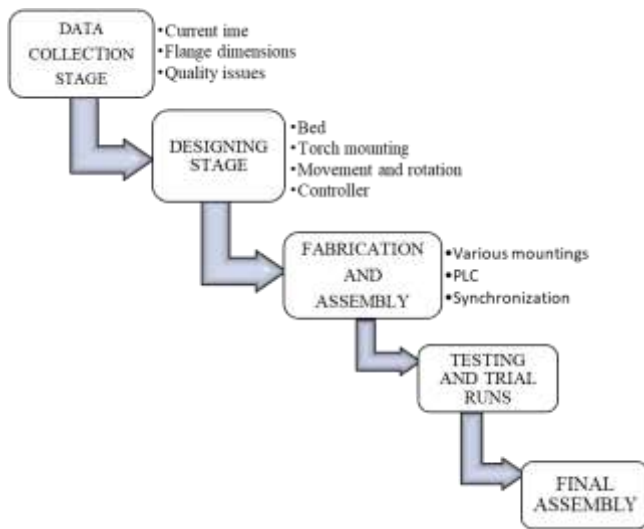 DATA
COLLECTION
STAGE
•Current ime
•Flange dimensions
•Quality issues
DESIGNING
STAGE
•Bed
•Torch mounting
•Movement and rotation
•Controller
FABRICATION
AND
ASSEMBLY
•Various mountings
•PLC
•Synchronization
TESTING
AND TRIAL
RUNS
FINAL
ASSEMBLY